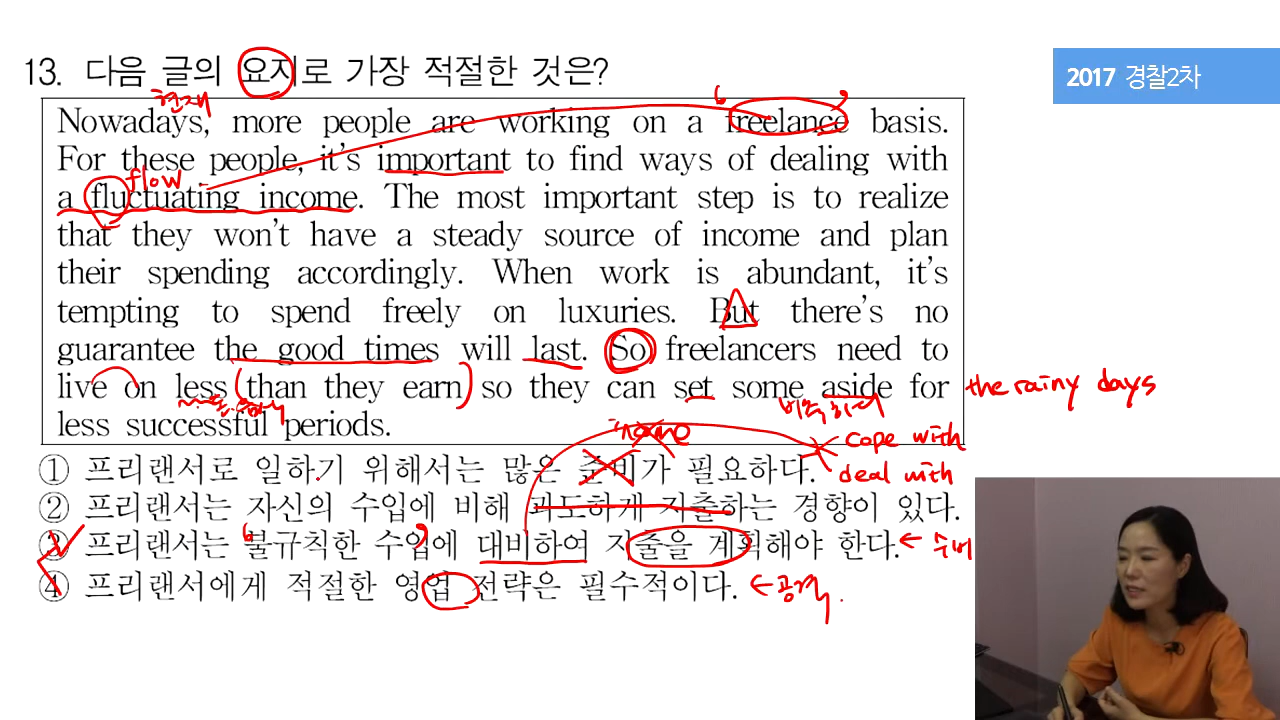 13. 다음 글의 요지로 가장 적절한 것은?
2017 경찰2차
현재
Nowadays, more people are working on a freelance basis.
For these people, it's important to find ways of dealing with
flow
a fluctuating income. The most important step is to realize
that they won't have a steady source of income and plan
their spending accordingly. When work is abundant, it's
tempting to spend freely on luxuries. But there's no
guarantee the good times will last. So freelancers need to
live on less (than they earn) so they can set some aside for the rainy days
less successful periods.
cope with
① 프리랜서로 일하기 위해서는 많은 준비가 필요하다. deal with
② 프리랜서는 자신의 수입에 비해 과도하게 지출하는 경향이 있다.
③ 프리랜서는 '불규칙한 수입'에 대비하여 지출을 계획해야 한다. ← 수비
④ 프리랜서에게 적절한 영업 전략은 필수적이다. ← 공격